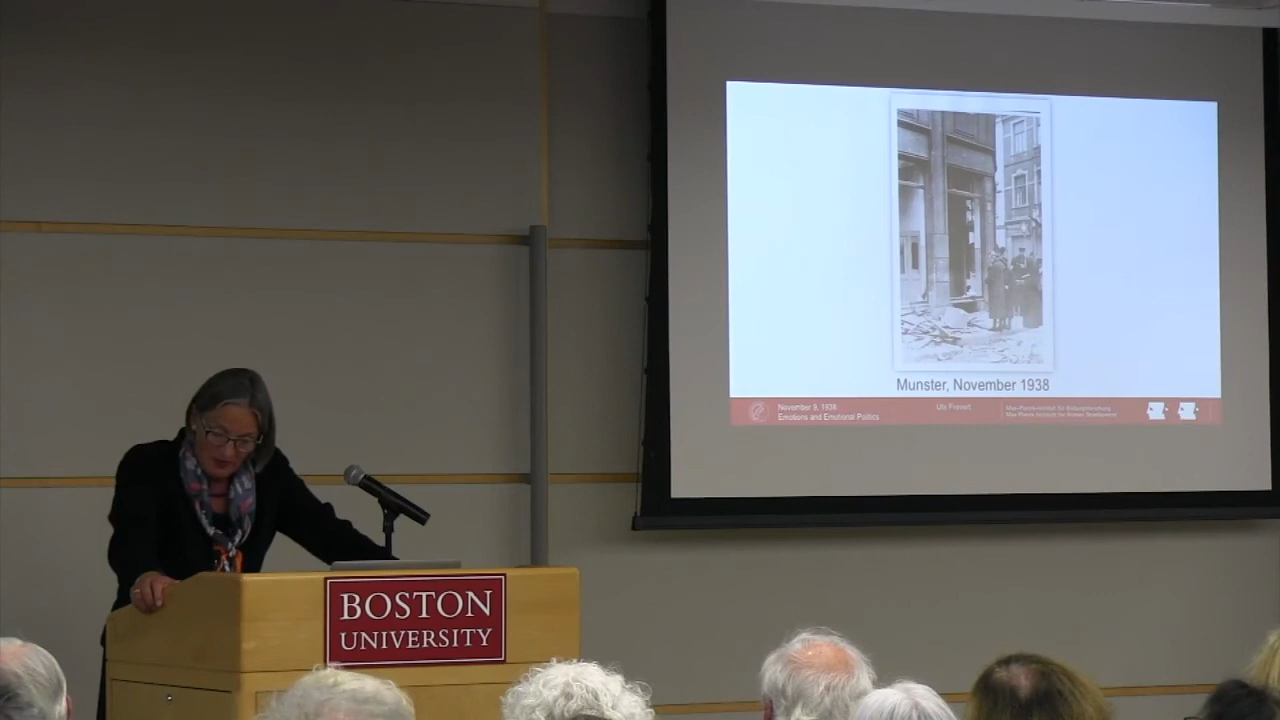 Munster, November 1938
November 9, 1938
Emotions and Emotional Politics
Ute Frevert
Max-Planck-Institut für Bildungsforschung
Max Planck Institute for Human Development
BOSTON
UNIVERSITY